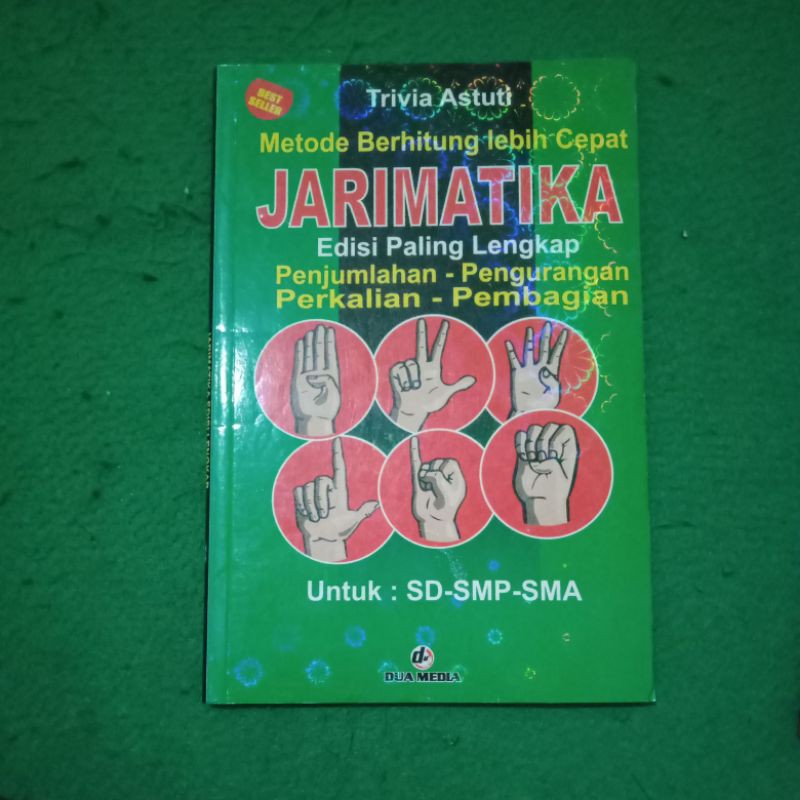 BEST
SELLER
Trivia Astuti
Metode Berhitung lebih Cepat
JARIMATIKA
Edisi Paling Lengkap
Penjumlahan - Pengurangan
Perkalian - Pembagian
Untuk : SD-SMP-SMA
DUA MEDIA